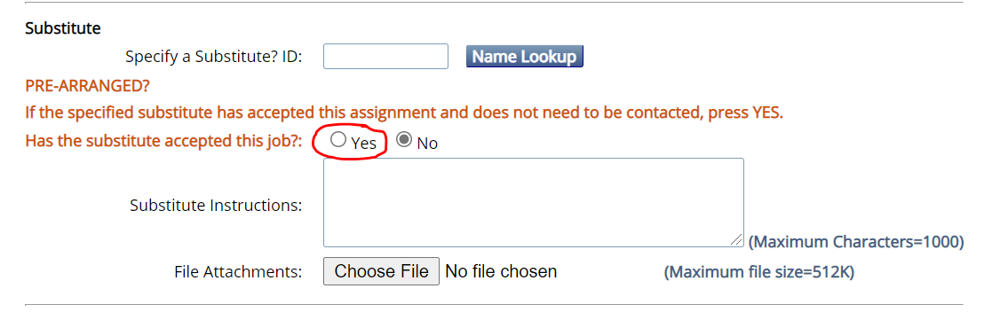 Substitute
Specify a Substitute? ID: Name Lookup
PRE-ARRANGED?
If the specified substitute has accepted this assignment and does not need to be contacted, press YES.
Has the substitute accepted this job?: Yes No
Substitute Instructions:
(Maximum Characters=1000)
File Attachments: Choose File No file chosen (Maximum file size=512K)